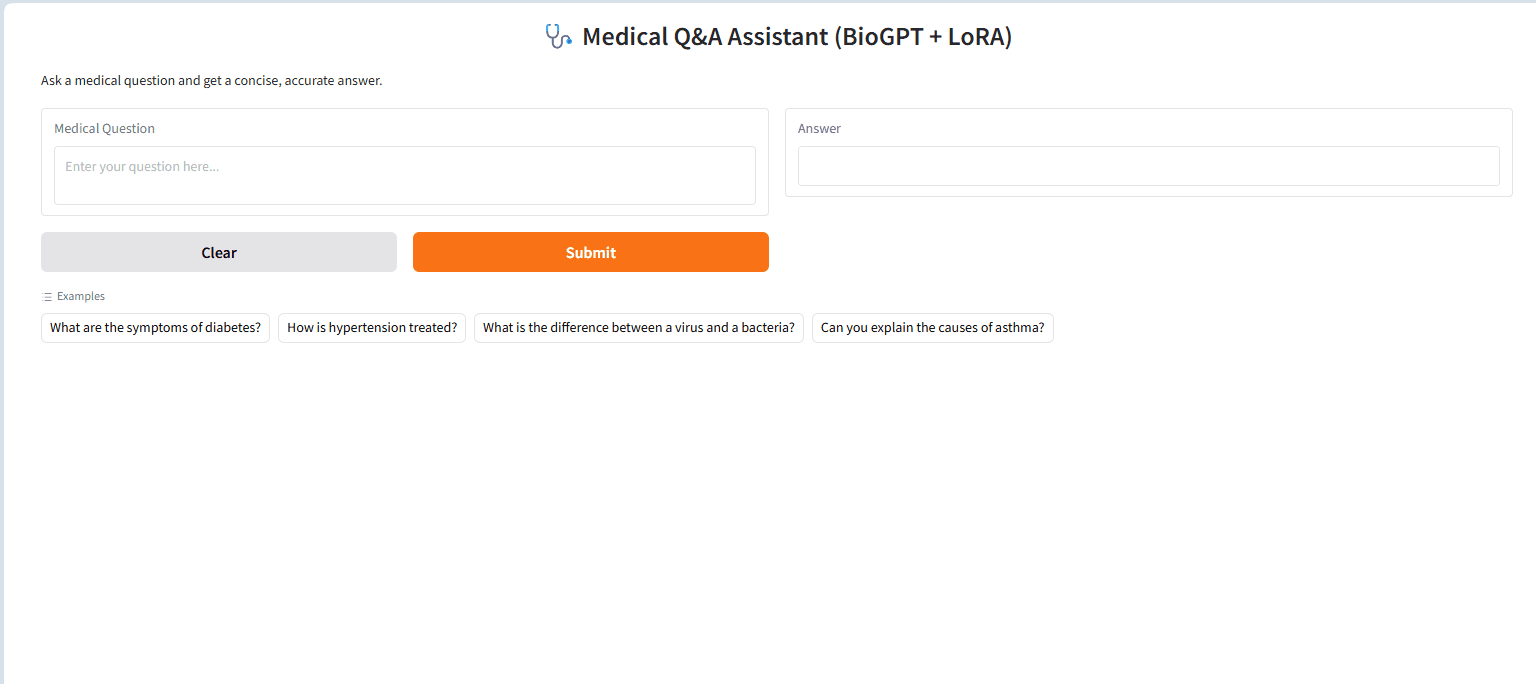 🩺 Medical Q&A Assistant (BioGPT + LoRA)
Ask a medical question and get a concise, accurate answer.
Medical Question
Enter your question here...
Answer
Clear
Submit
Examples
What are the symptoms of diabetes?
How is hypertension treated?
What is the difference between a virus and a bacteria?
Can you explain the causes of asthma?